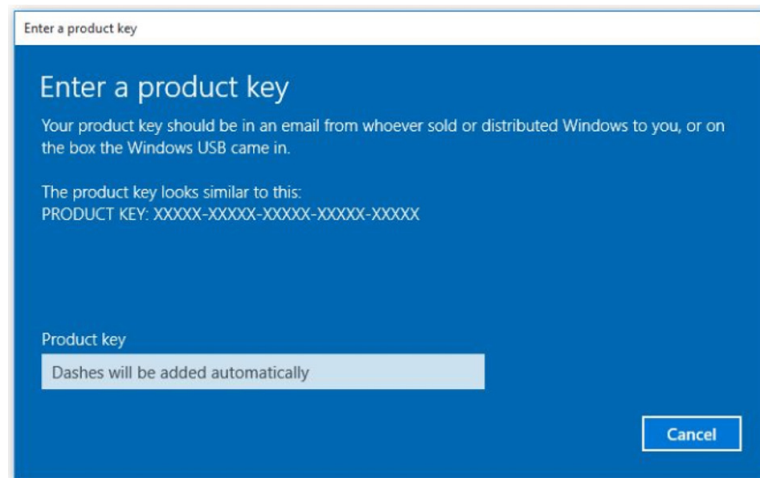 Enter a product key
Enter a product key
Your product key should be in an email from whoever sold or distributed Windows to you, or on
the box the Windows USB came in.
The product key looks similar to this:
PRODUCT KEY: XXXXX-XXXXX-XXXXX-XXXXX-XXXXX
Product key
Dashes will be added automatically
Cancel